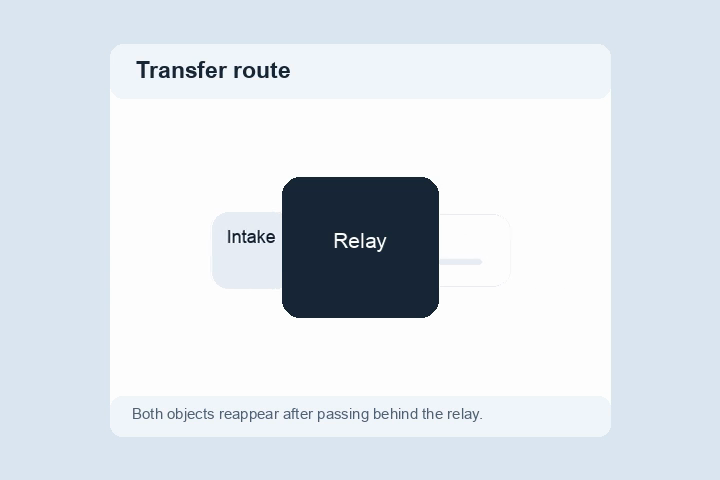 Transfer route
Intake
Relay
Both objects reappear after passing behind the relay.